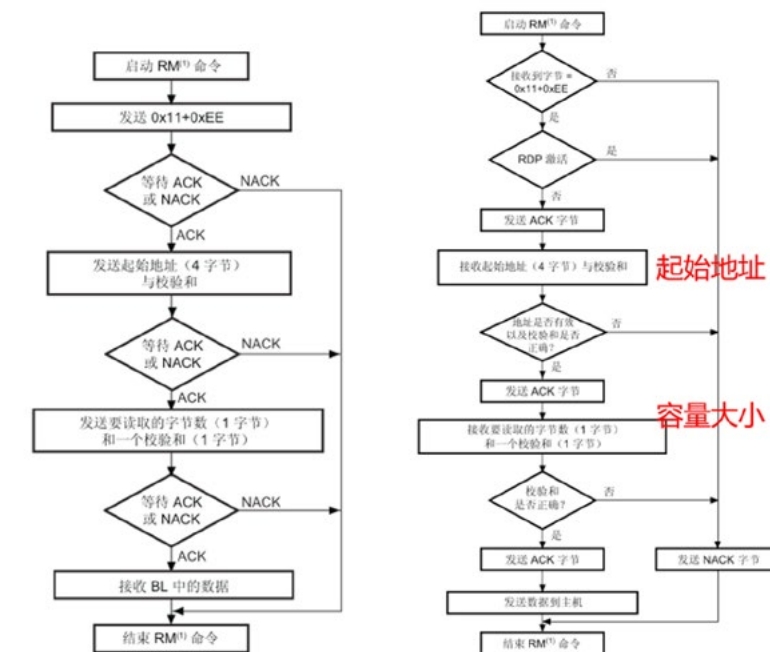 启动 RM⁽¹⁾ 命令
发送 0x11+0xEE
等待 ACK
或 NACK
NACK
ACK
发送起始地址（4 字节）
与校验和
等待 ACK
或 NACK
NACK
ACK
发送要读取的字节数（1 字节）
和一个校验和（1 字节）
等待 ACK
或 NACK
NACK
ACK
接收 BL 中的数据
结束 RM⁽¹⁾ 命令
启动 RM⁽¹⁾ 命令
接收到字节 =
0x11+0xEE
否
是
RDP 激活
是
否
发送 ACK 字节
接收起始地址（4 字节）与校验和
起始地址
地址是否有效
以及校验和是否
正确?
否
是
发送 ACK 字节
容量大小
接收要读取的字节数（1 字节）
和一个校验和（1 字节）
校验和
是否正确?
否
是
发送 ACK 字节
发送 NACK 字节
发送数据到主机
结束 RM⁽¹⁾ 命令